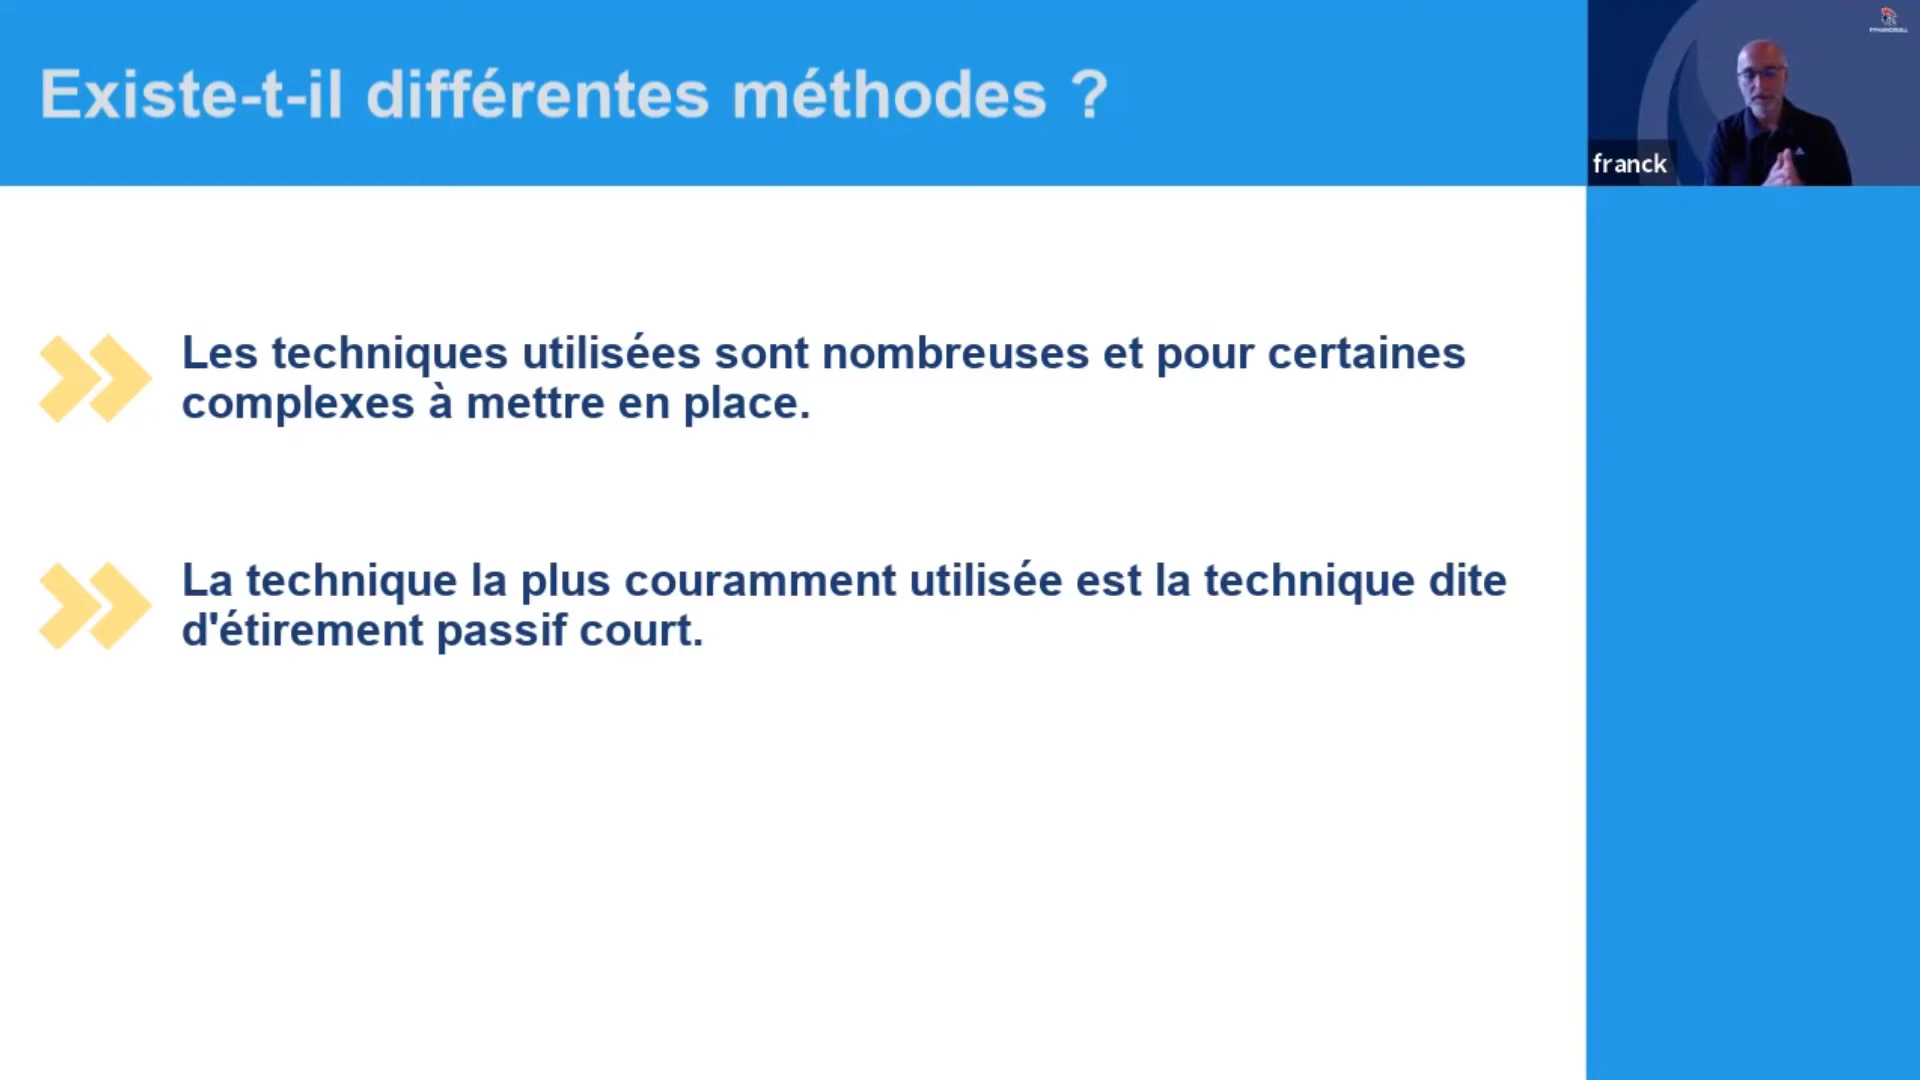 Existe-t-il différentes méthodes ?
franck
Les techniques utilisées sont nombreuses et pour certaines
complexes à mettre en place.
La technique la plus couramment utilisée est la technique dite
d'étirement passif court.